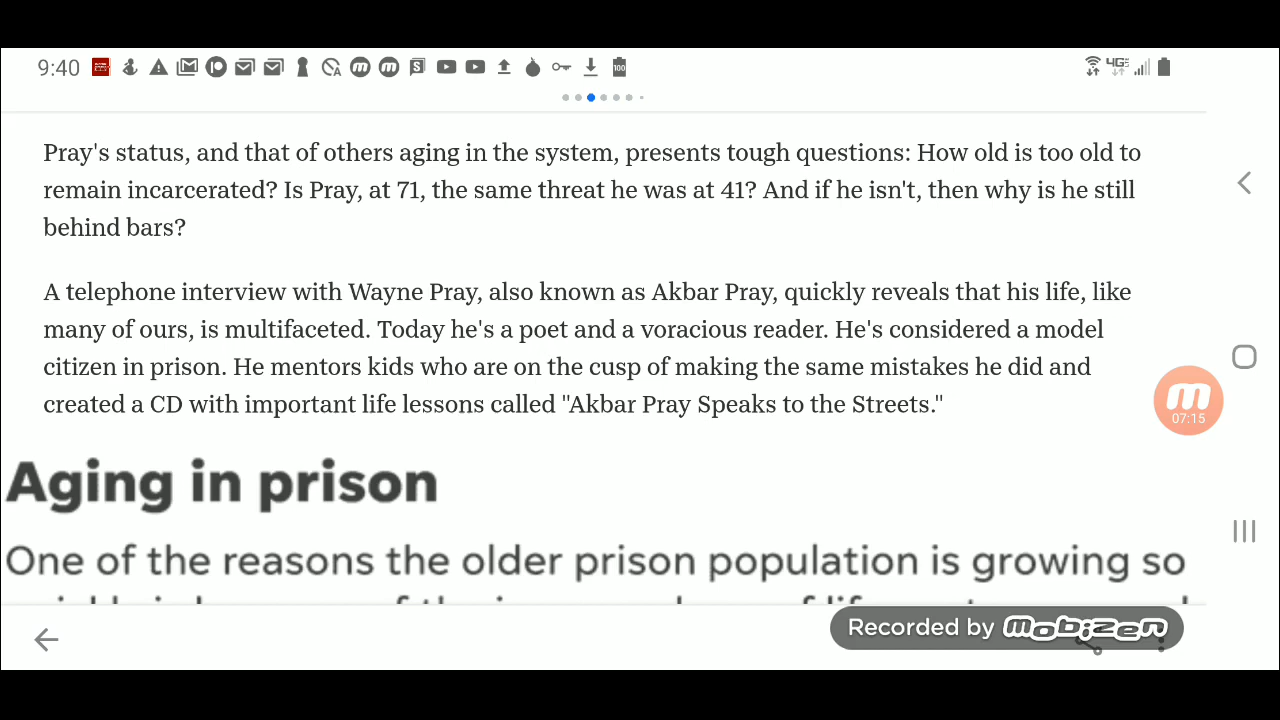 9:40
4G
100
Pray's status, and that of others aging in the system, presents tough questions: How old is too old to
remain incarcerated? Is Pray, at 71, the same threat he was at 41? And if he isn't, then why is he still
behind bars?
A telephone interview with Wayne Pray, also known as Akbar Pray, quickly reveals that his life, like
many of ours, is multifaceted. Today he's a poet and a voracious reader. He's considered a model
citizen in prison. He mentors kids who are on the cusp of making the same mistakes he did and
created a CD with important life lessons called "Akbar Pray Speaks to the Streets."
07:15
Aging in prison
One of the reasons the older prison population is growing so
Recorded by mobizen